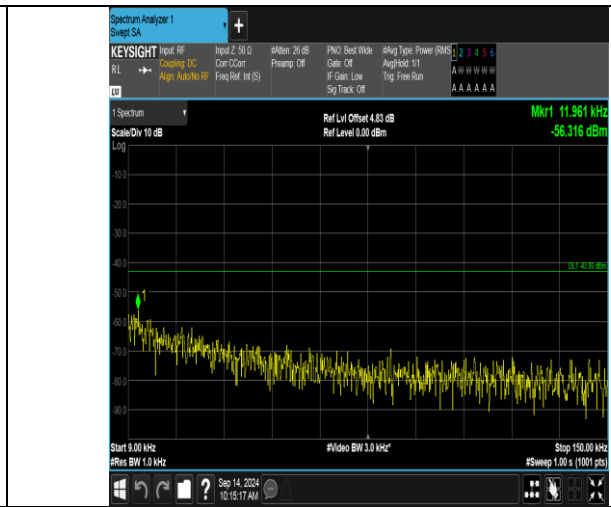 Spectrum Analyzer 1
Swept SA
+
KEYSIGHT
RL
LXI
Input: RF
Coupling: DC
Align: Auto/No RF
Input Z: 50 Ω
Corr CCorr
Freq Ref: Int (S)
#Atten: 26 dB
Preamp: Off
PNO: Best Wide
Gate: Off
IF Gain: Low
Sig Track: Off
#Avg Type: Power (RMS
Avg|Hold: 1/1
Trig: Free Run
1 2 3 4 5 6
A W W W W W
A A A A A A
1 Spectrum
Scale/Div 10 dB
Log
Ref Lvl Offset 4.83 dB
Ref Level 0.00 dBm
Mkr1 11.961 kHz
-56.316 dBm
-10.0
-20.0
-30.0
-40.0
DL1 -43.00 dBm
-50.0
1
-60.0
-70.0
-80.0
-90.0
Start 9.00 kHz
#Res BW 1.0 kHz
#Video BW 3.0 kHz*
Stop 150.00 kHz
#Sweep 1.00 s (1001 pts)
?
Sep 14, 2024
10:15:17 AM